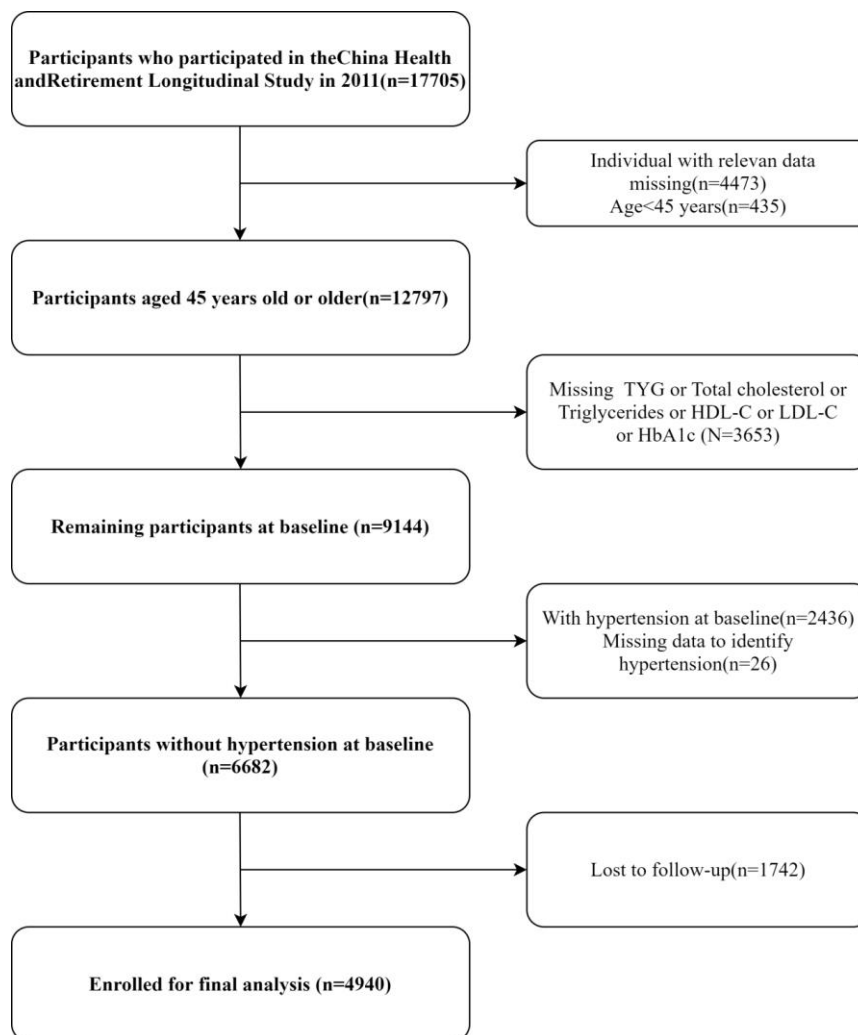 Participants who participated in theChina Health
andRetirement Longitudinal Study in 2011(n=17705)
Individual with relevan data
missing(n=4473)
Age<45 years(n=435)
Participants aged 45 years old or older(n=12797)
Missing TYG or Total cholesterol or
Triglycerides or HDL-C or LDL-C
or HbA1c (N=3653)
Remaining participants at baseline (n=9144)
With hypertension at baseline(n=2436)
Missing data to identify
hypertension(n=26)
Participants without hypertension at baseline
(n=6682)
Lost to follow-up(n=1742)
Enrolled for final analysis (n=4940)